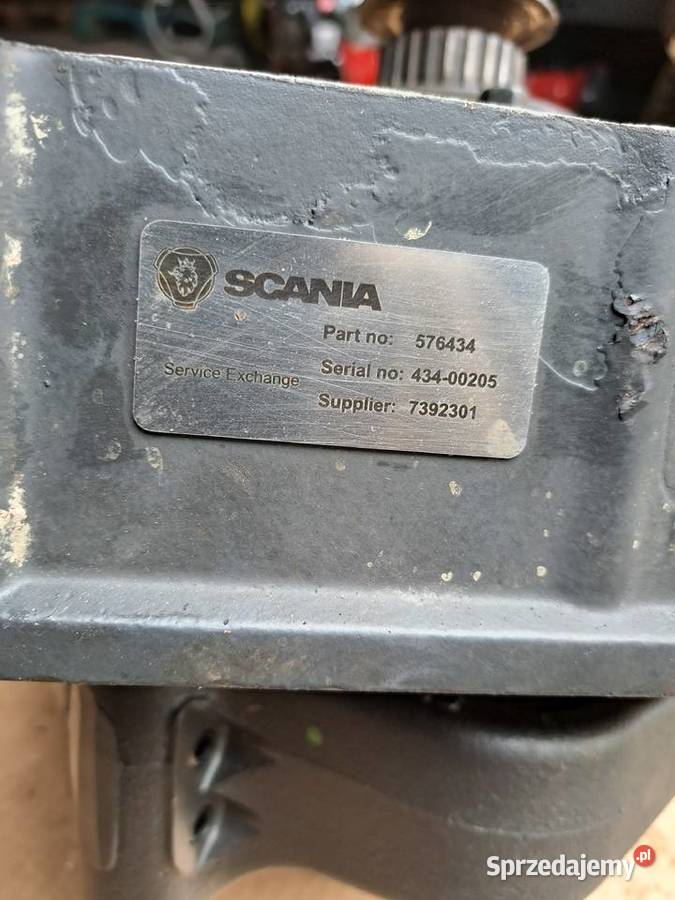 SCANIA
Part no: 576434
Service Exchange
Serial no: 434-00205
Supplier: 7392301
Sprzedajemy.pl